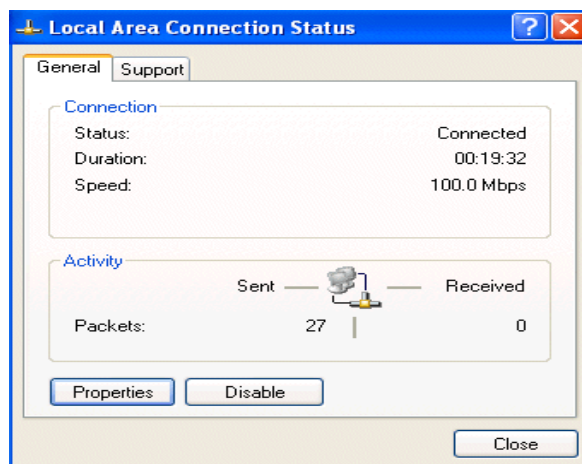 Local Area Connection Status
General Support
Connection
Status: Connected
Duration: 00:19:32
Speed: 100.0 Mbps
Activity
Sent Received
Packets: 27 0
Properties Disable
Close